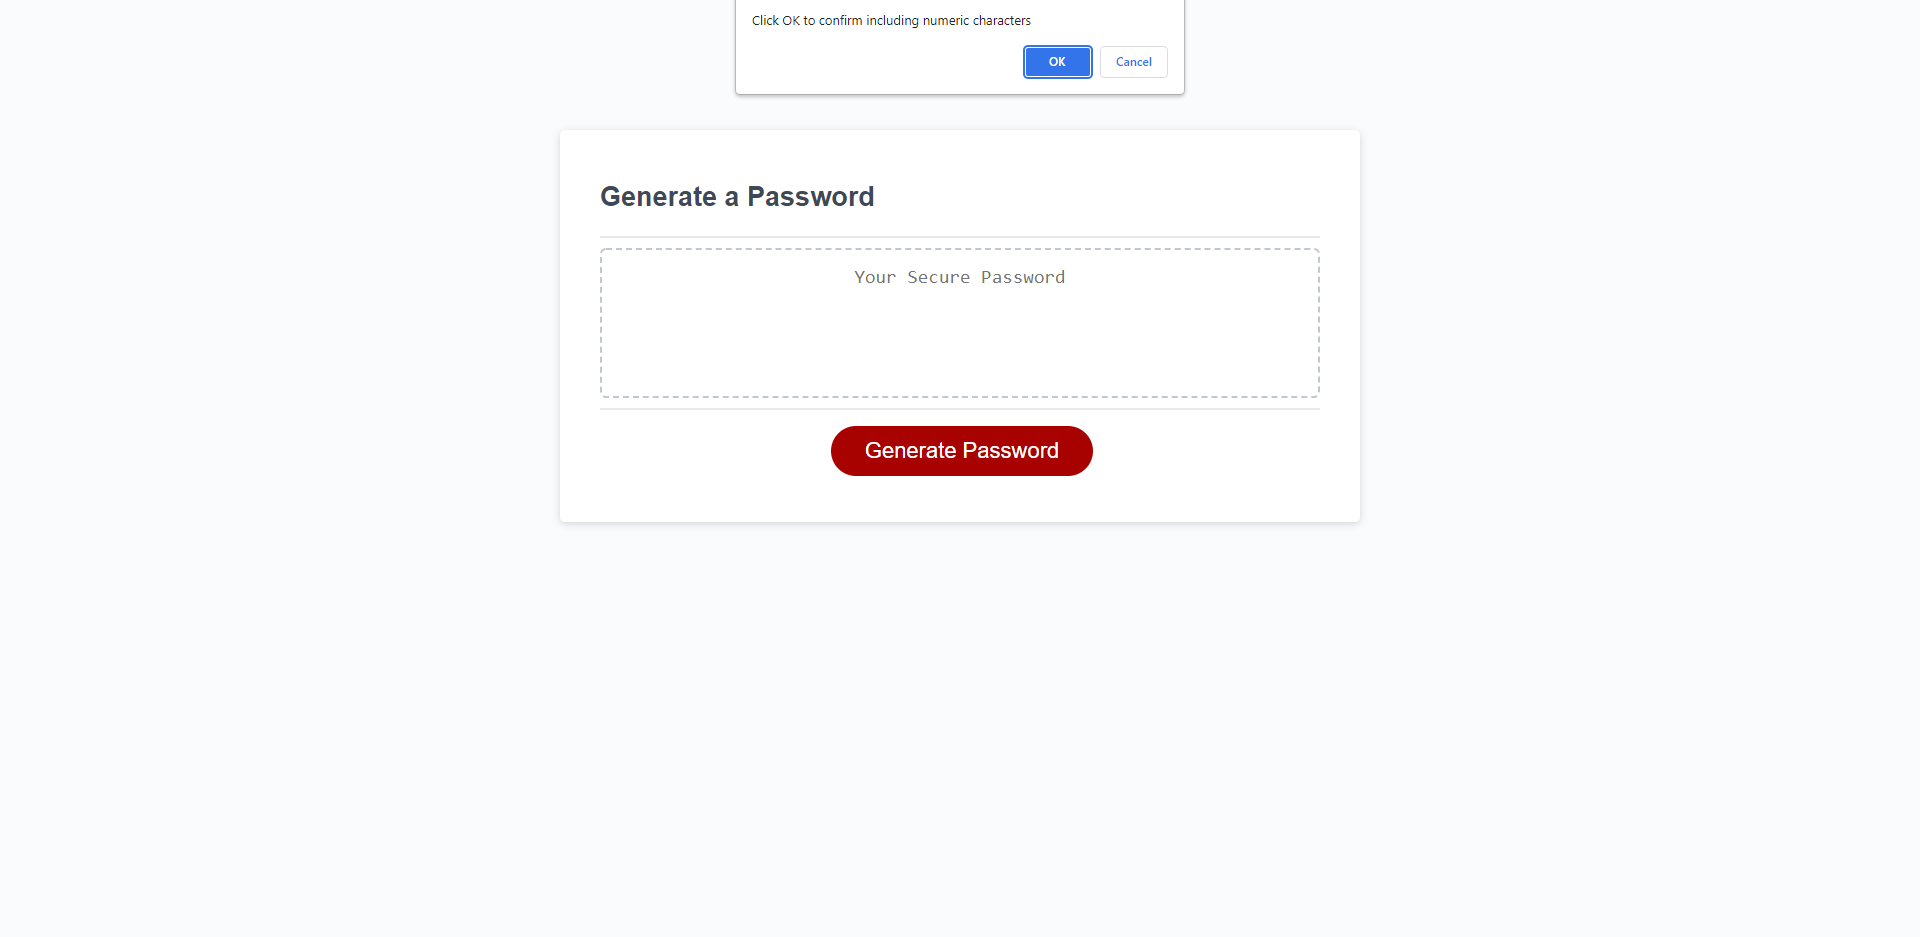 Click OK to confirm including numeric characters
OK Cancel
Generate a Password
Your Secure Password
Generate Password